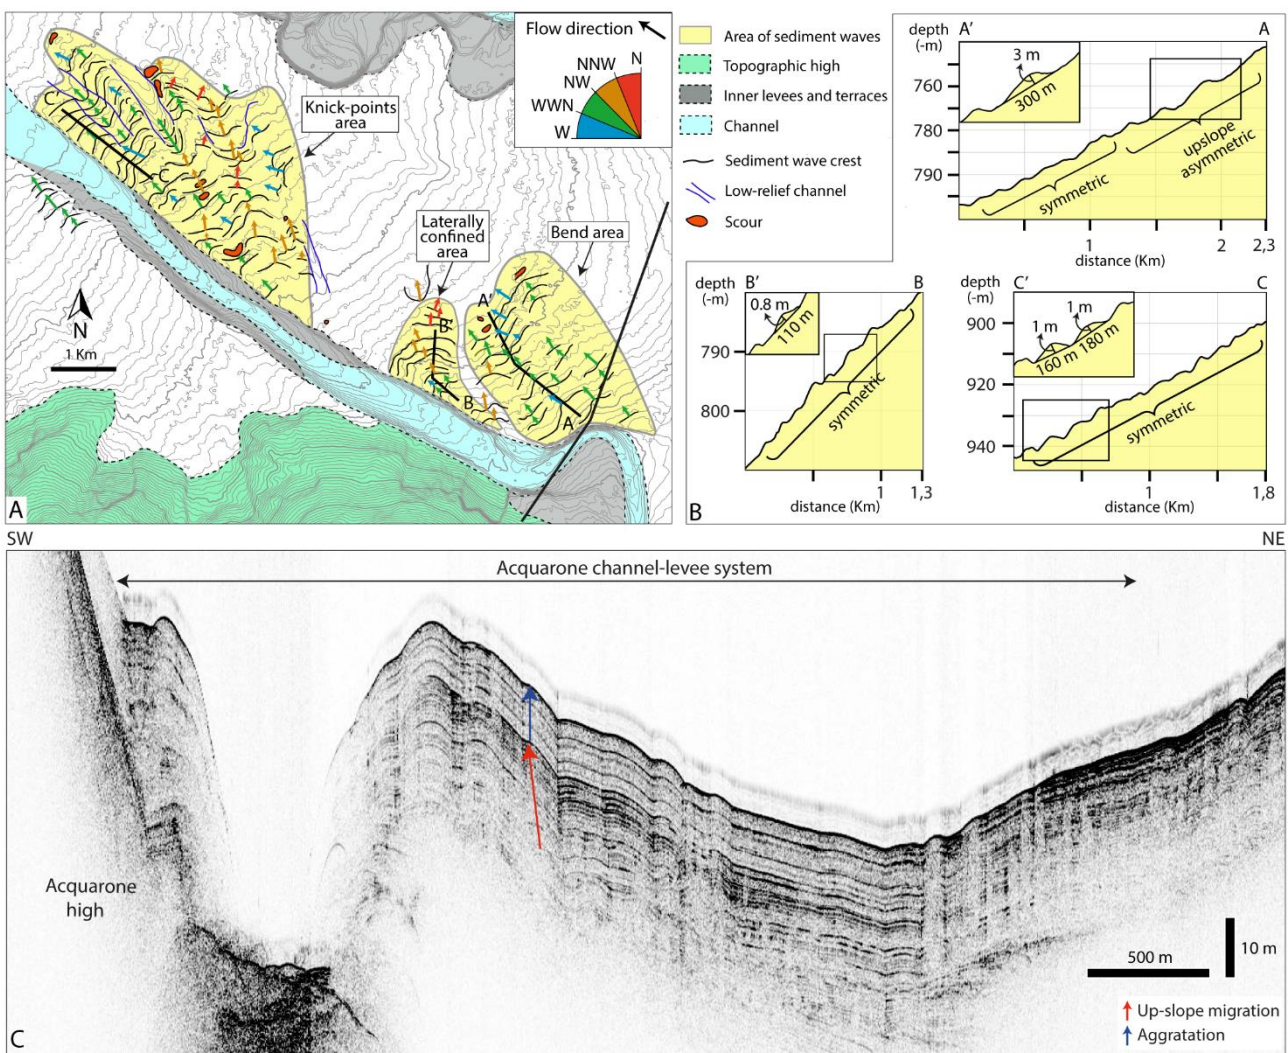 Flow direction
N
NNW
NW
WWN
W
Knick-points
area
C'
C
Laterally
confined
area
Bend area
A'
B'
B
A
N
1 Km
A
Area of sediment waves
Topographic high
Inner levees and terraces
Channel
Sediment wave crest
Low-relief channel
Scour
depth
(-m)
A'
A
3 m
300 m
760
770
780
790
symmetric
upslope
asymmetric
1
2
2,3
distance (Km)
depth
(-m)
B'
B
0.8 m
110 m
790
800
symmetric
1
1,3
distance (Km)
B
depth
(-m)
C'
C
1 m
1 m
160 m
180 m
900
920
940
symmetric
1
1,8
distance (Km)
SW
NE
Acquarone channel-levee system
Acquarone
high
500 m
10 m
Up-slope migration
Aggratation
C